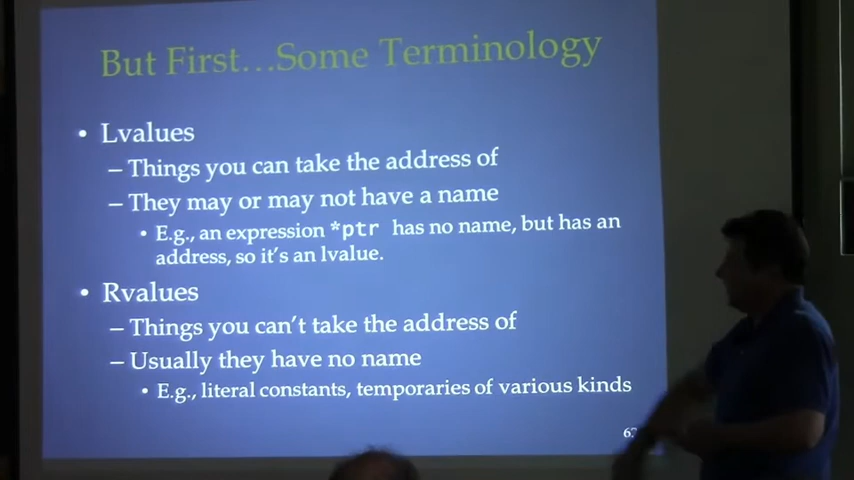 But First…Some Terminology
• Lvalues
– Things you can take the address of
– They may or may not have a name
• E.g., an expression *ptr has no name, but has an
address, so it's an lvalue.
• Rvalues
– Things you can't take the address of
– Usually they have no name
• E.g., literal constants, temporaries of various kinds